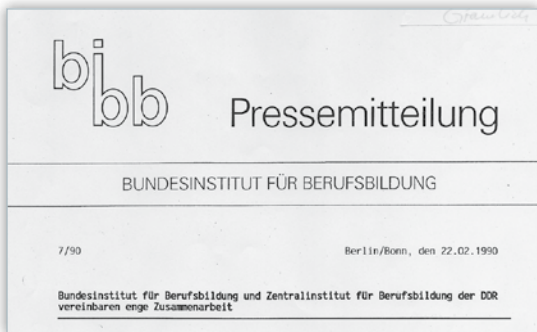 bibb
Pressemitteilung
BUNDESINSTITUT FÜR BERUFSBILDUNG
7/90 Berlin/Bonn, den 22.02.1990
Bundesinstitut für Berufsbildung und Zentralinstitut für Berufsbildung der DDR
vereinbaren enge Zusammenarbeit